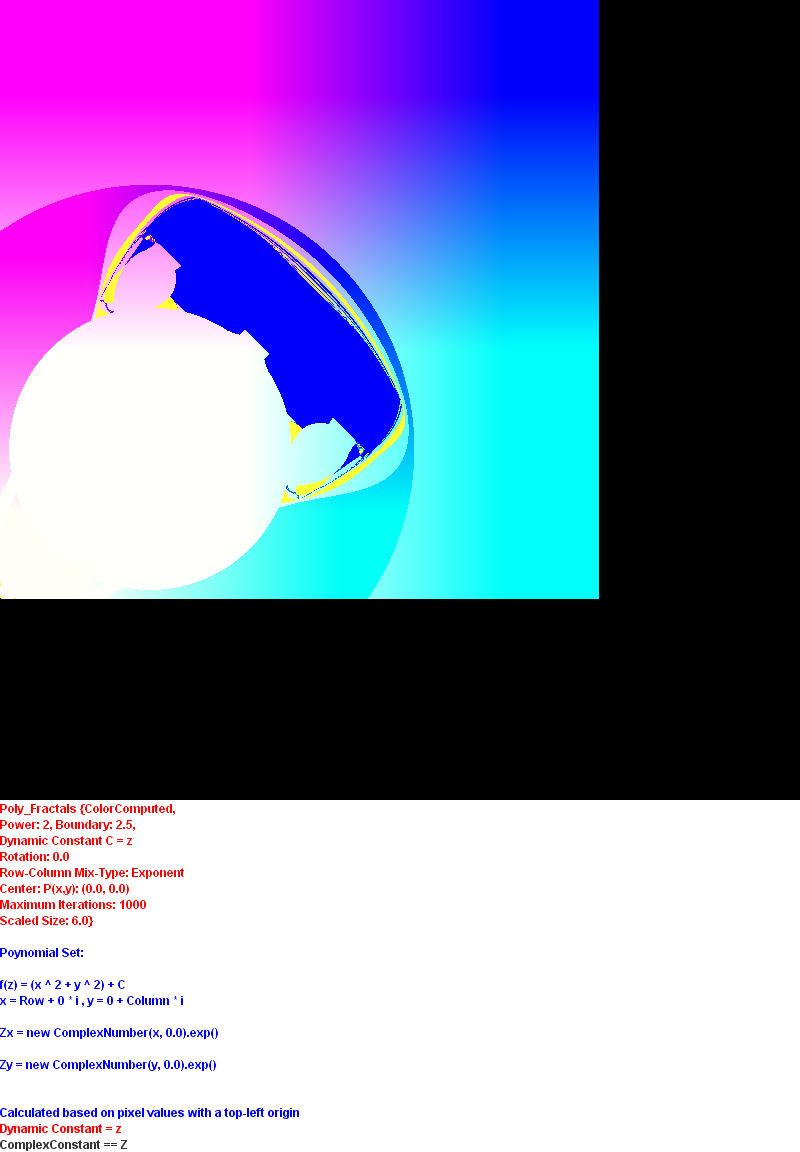 Poly_Fractals {ColorComputed,
Power: 2, Boundary: 2.5,
Dynamic Constant C = z
Rotation: 0.0
Row-Column Mix-Type: Exponent
Center: P(x,y): (0.0, 0.0)
Maximum Iterations: 1000
Scaled Size: 6.0}
Poynomial Set:
f(z) = (x ^ 2 + y ^ 2) + C
x = Row + 0 * i , y = 0 + Column * i
Zx = new ComplexNumber(x, 0.0).exp()
Zy = new ComplexNumber(y, 0.0).exp()
Calculated based on pixel values with a top-left origin
Dynamic Constant = z
ComplexConstant == Z